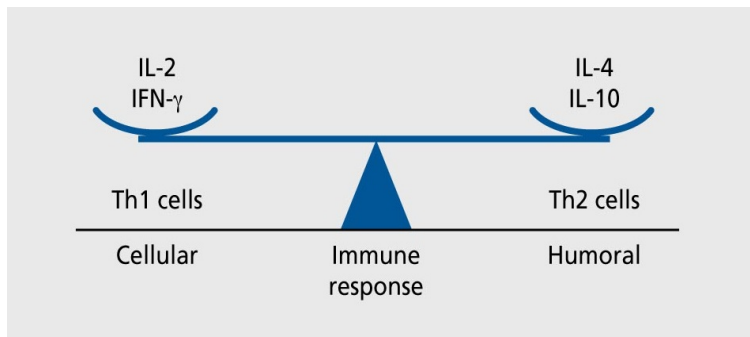 IL-2
IFN-γ
IL-4
IL-10
Th1 cells
Th2 cells
Cellular
Immune
response
Humoral